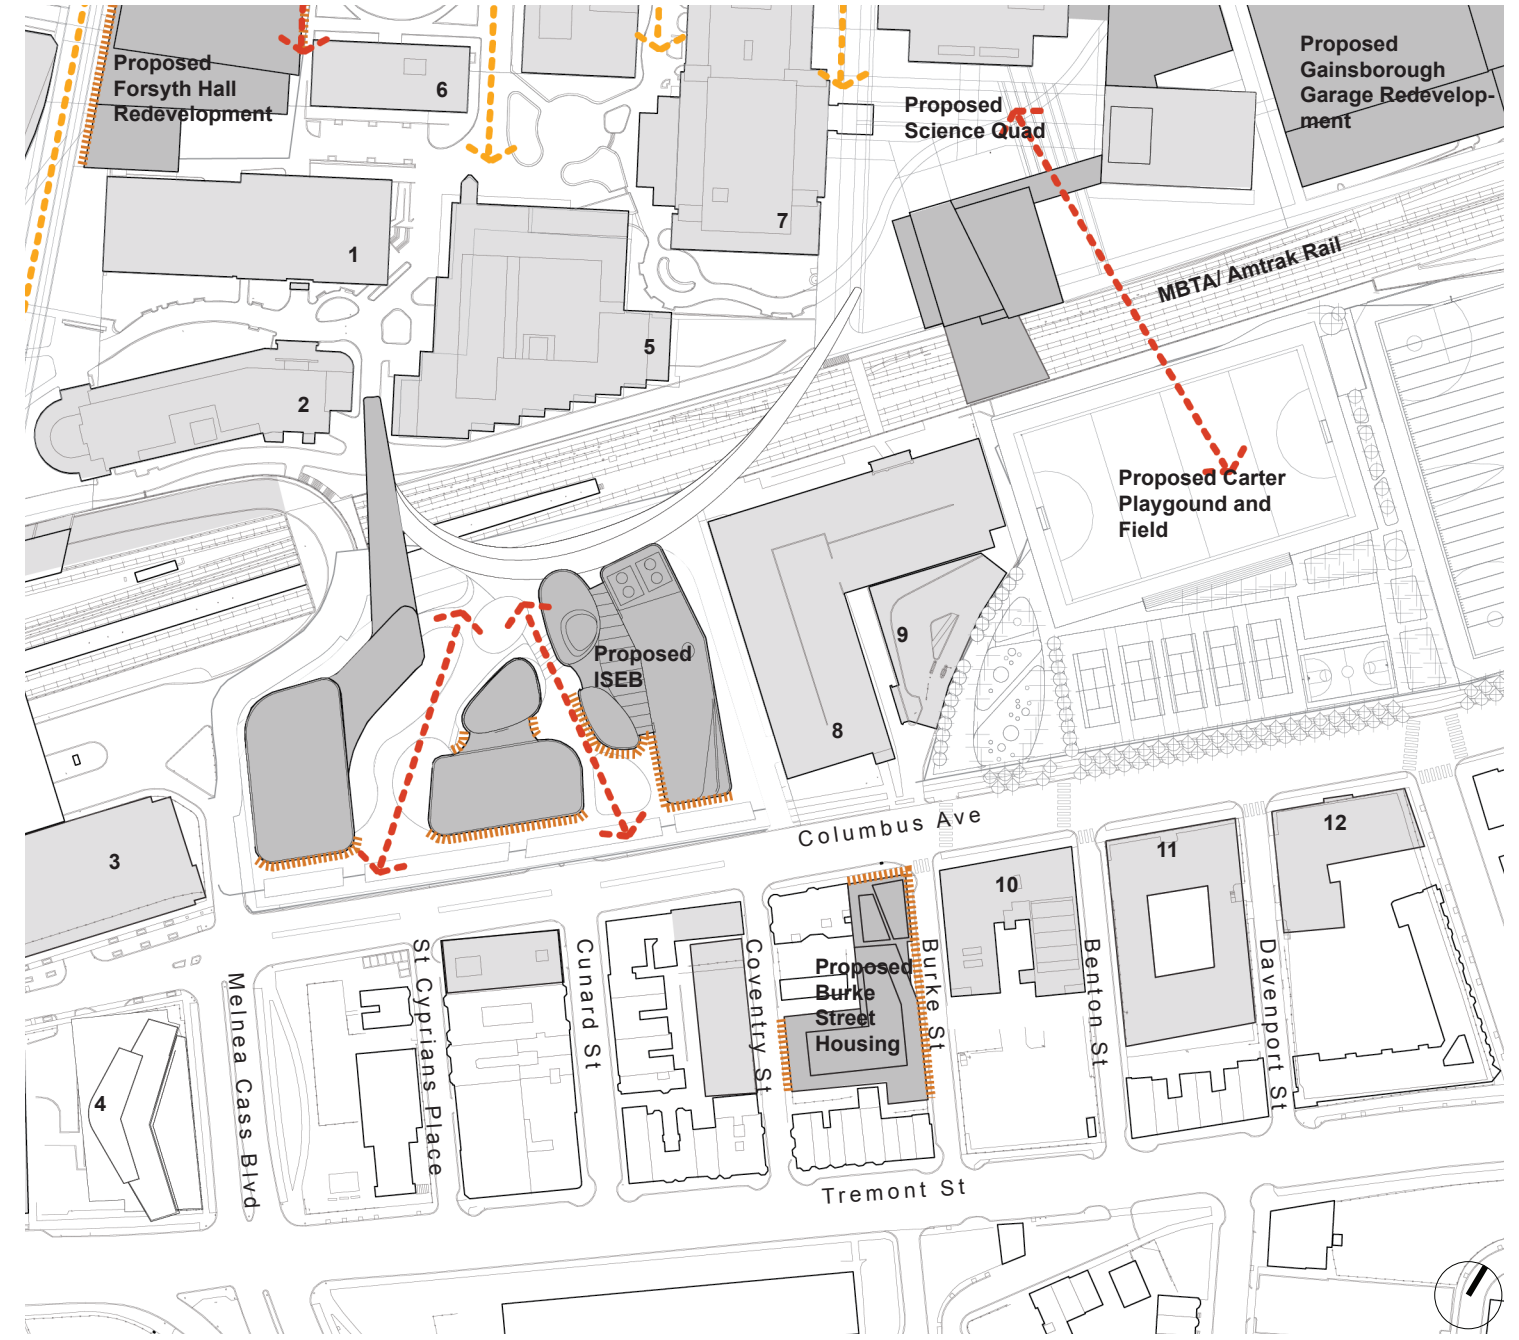 Proposed
Forsyth Hall
Redevelopment
6
Proposed
Gainsborough
Garage Redevelop-
ment
Proposed
Science Quad
7
1
MBTA/ Amtrak Rail
5
2
Proposed Carter
Playgound and
Field
Proposed
ISEB
9
8
Columbus Ave
3
12
11
10
Melnea Cass Blvd
St Cyprians Place
Cunard St
Coventry St
Proposed
Burke
Street
Housing
Burke St
Benton St
Davenport St
4
Tremont St